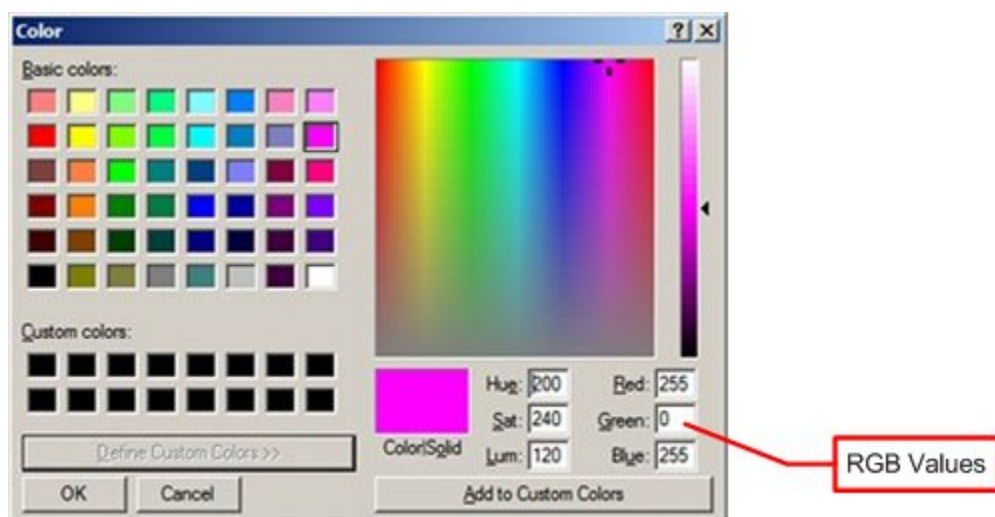 Color
? ×
Basic colors:
Custom colors:
Define Custom Colors >>
OK
Cancel
Color|Solid
Hue: 200
Sat: 240
Lum: 120
Red: 255
Green: 0
Blue: 255
Add to Custom Colors
RGB Values